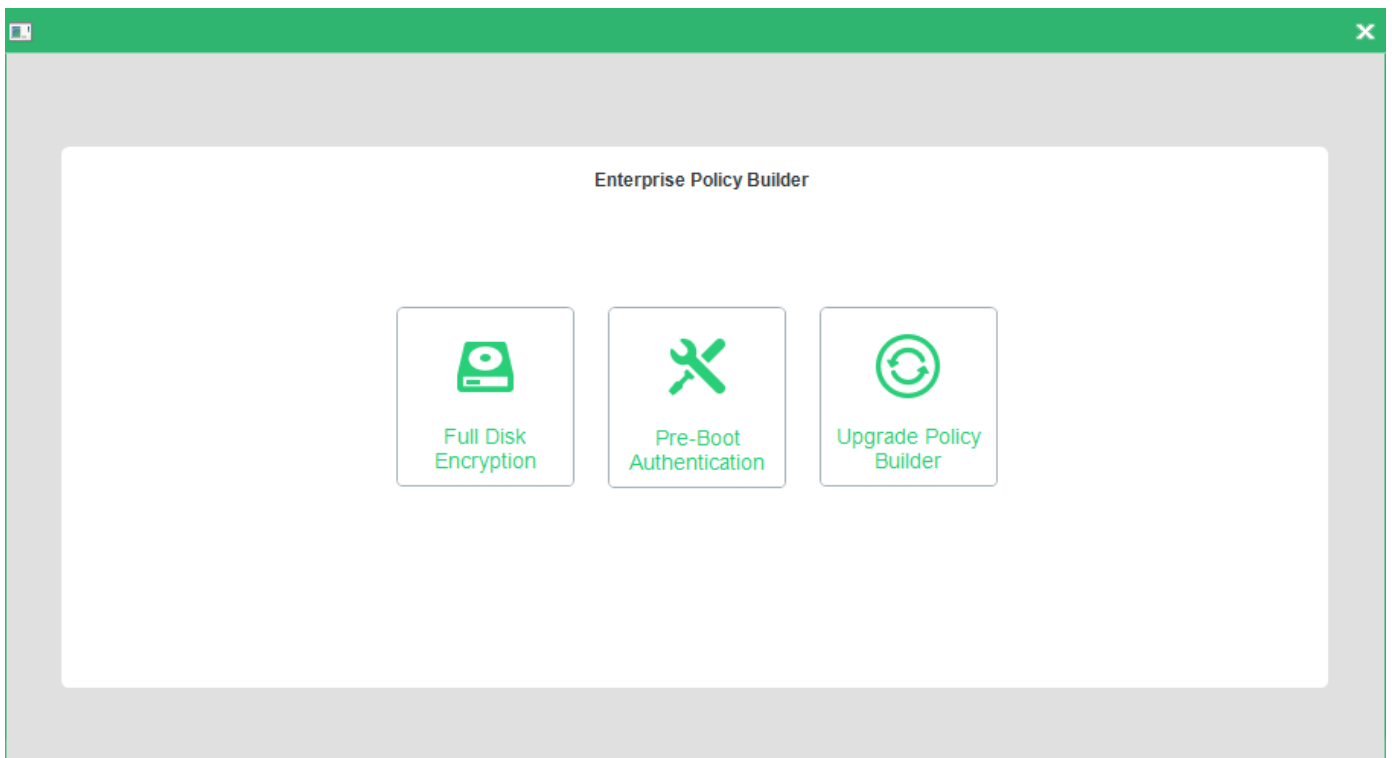 Enterprise Policy Builder
Full Disk
Encryption
Pre-Boot
Authentication
Upgrade Policy
Builder